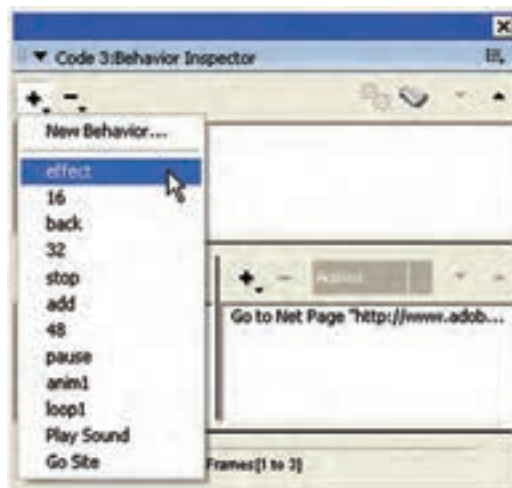 Code 3:Behavior Inspector
New Behavior...
effect
16
back
32
stop
add
48
pause
anim1
loop1
Play Sound
Go Site
Go to Net Page "http://www.adob...
Frames[1 to 3]